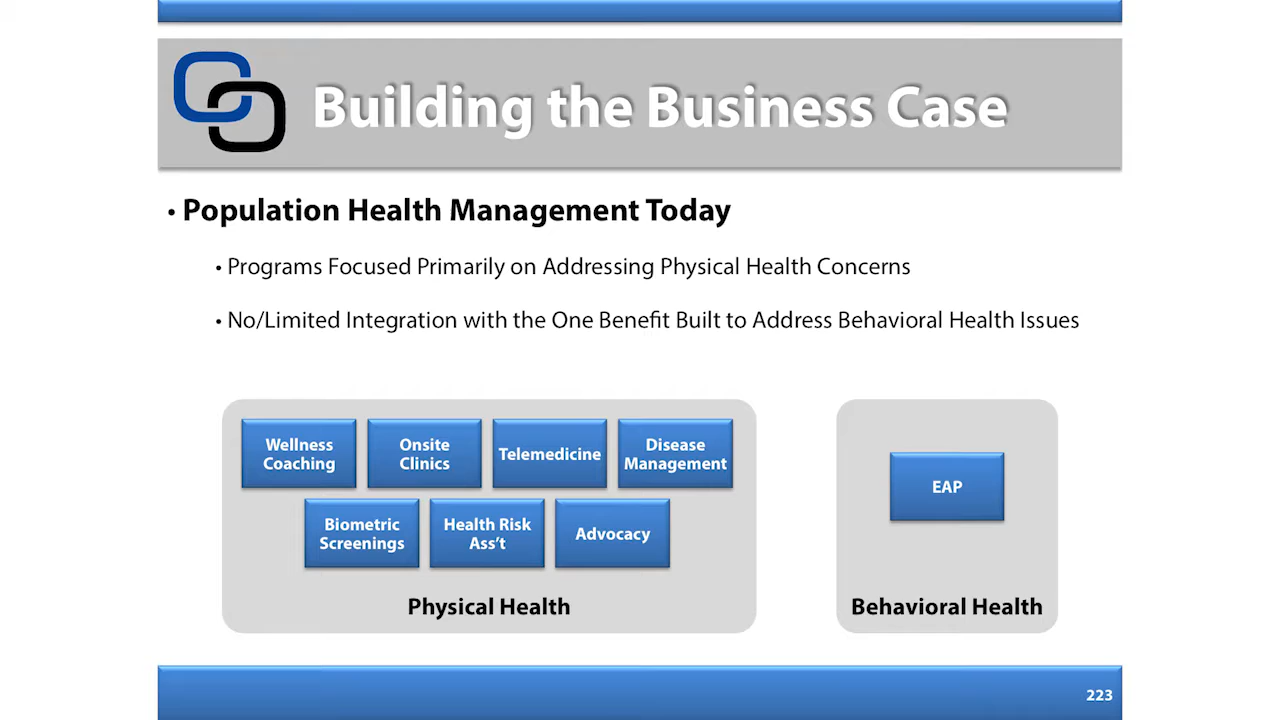 Building the Business Case
• Population Health Management Today
• Programs Focused Primarily on Addressing Physical Health Concerns
• No/Limited Integration with the One Benefit Built to Address Behavioral Health Issues
Wellness
Coaching
Onsite
Clinics
Telemedicine
Disease
Management
Biometric
Screenings
Health Risk
Ass’t
Advocacy
Physical Health
EAP
Behavioral Health
223